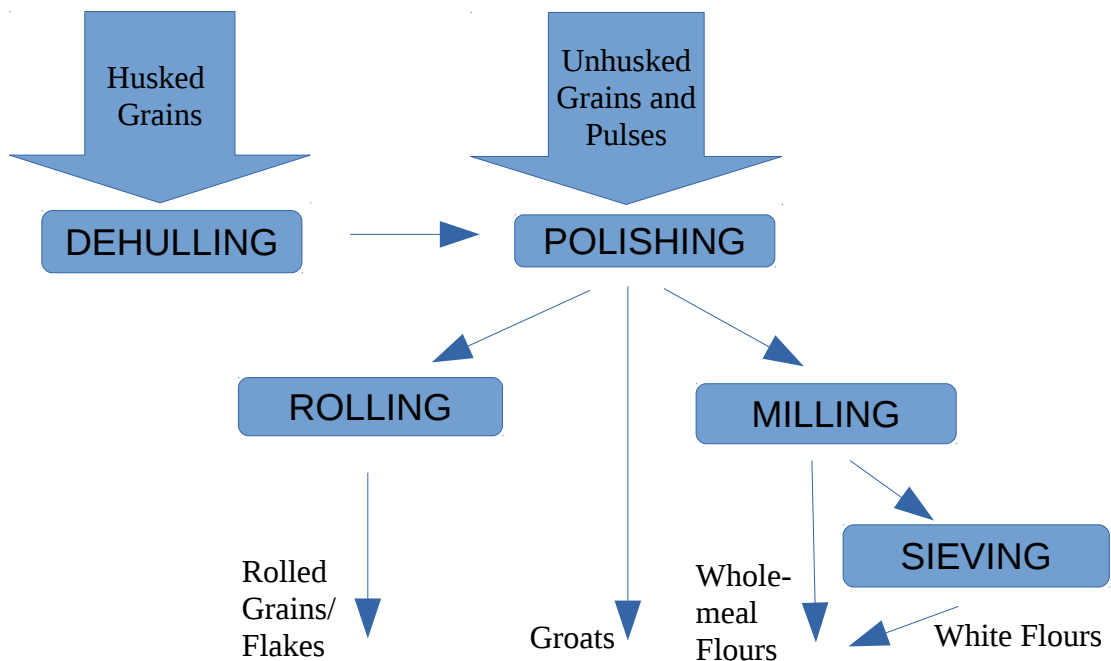 Husked
Grains
Unhusked
Grains and
Pulses
DEHULLING
POLISHING
ROLLING
MILLING
SIEVING
Rolled
Grains/
Flakes
Groats
Whole-
meal
Flours
White Flours